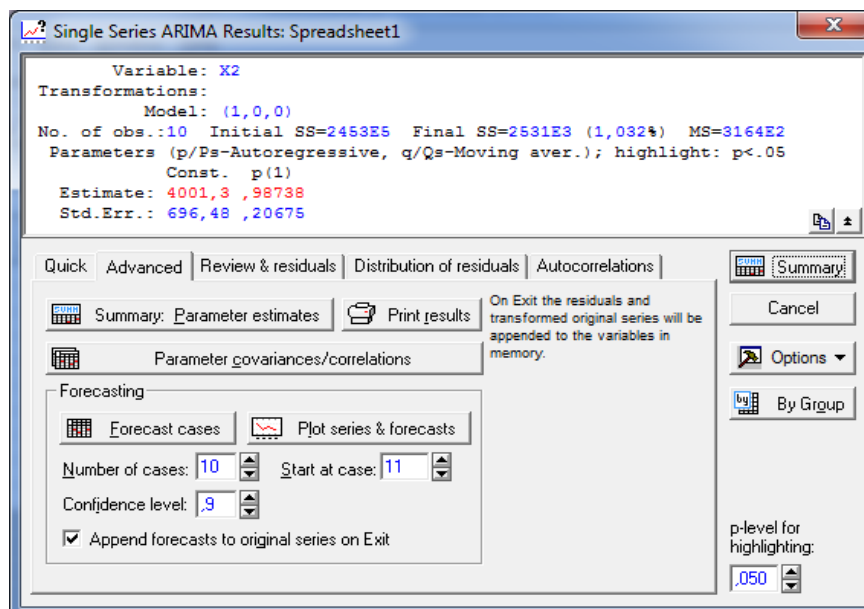 Single Series ARIMA Results: Spreadsheet1
Variable: X2
Transformations:
Model: (1,0,0)
No. of obs.:10 Initial SS=2453E5 Final SS=2531E3 (1,032%) MS=3164E2
Parameters (p/Ps-Autoregressive, q/Qs-Moving aver.); highlight: p<.05
Const. p(1)
Estimate: 4001,3 ,98738
Std.Err.: 696,48 ,20675
Quick Advanced Review & residuals Distribution of residuals Autocorrelations
Summary
Summary: Parameter estimates Print results
On Exit the residuals and
transformed original series will be
appended to the variables in
memory.
Cancel
Parameter covariances/correlations
Options
Forecasting
By Group
Forecast cases Plot series & forecasts
Number of cases: 10 Start at case: 11
Confidence level: ,9
Append forecasts to original series on Exit
p-level for
highlighting:
,050